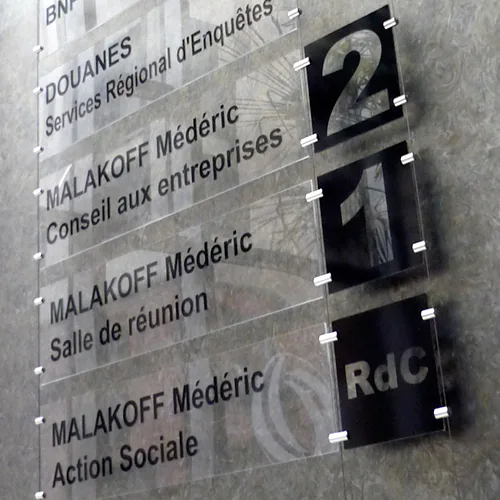 BNP
DOUANES
Services Régional d'Enquêtes
2
MALAKOFF Médéric
Conseil aux entreprises
1
MALAKOFF Médéric
Salle de réunion
RdC
MALAKOFF Médéric
Action Sociale